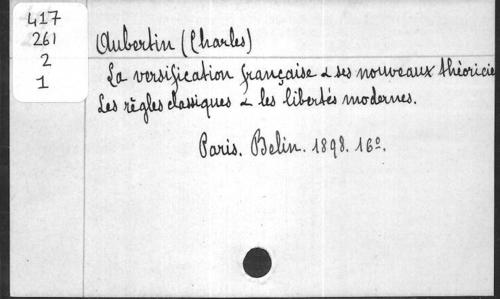 417
261
2
1
Aubertin (Charles)
La versification française & ses nouveaux théoricie
Les règles classiques & les libertés modernes.
Paris. Belin. 1898. 16º.